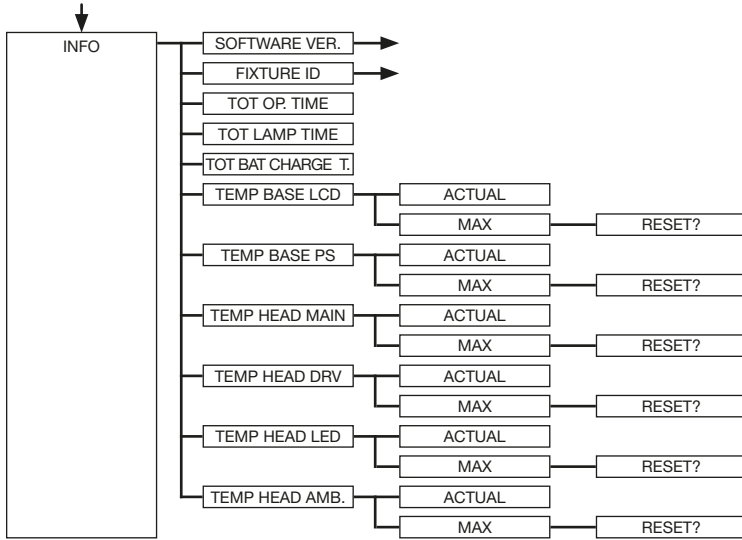 INFO
SOFTWARE VER.
FIXTURE ID
TOT OP. TIME
TOT LAMP TIME
TOT BAT CHARGE T.
TEMP BASE LCD
ACTUAL
MAX
RESET?
TEMP BASE PS
ACTUAL
MAX
RESET?
TEMP HEAD MAIN
ACTUAL
MAX
RESET?
TEMP HEAD DRV
ACTUAL
MAX
RESET?
TEMP HEAD LED
ACTUAL
MAX
RESET?
TEMP HEAD AMB.
ACTUAL
MAX
RESET?